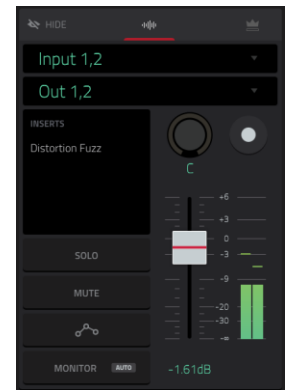 HIDE
Input 1,2
Out 1,2
INSERTS
Distortion Fuzz
C
+6
+3
0
-3
-9
-20
-30
-∞
SOLO
MUTE
MONITOR AUTO
-1.61dB